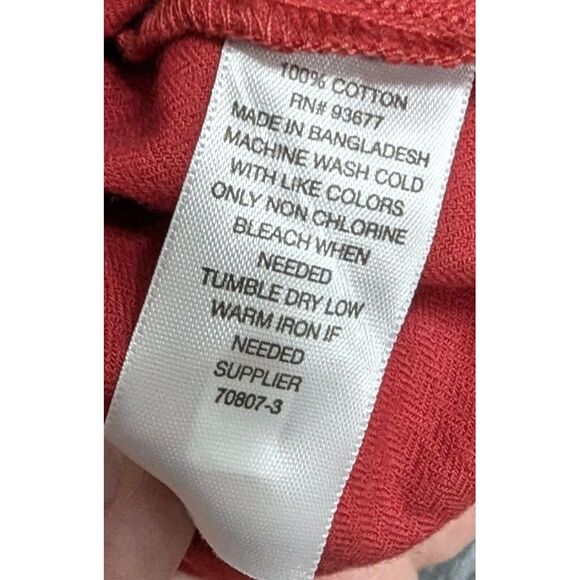 100% COTTON
RN# 93677
MADE IN BANGLADESH
MACHINE WASH COLD
WITH LIKE COLORS
ONLY NON CHLORINE
BLEACH WHEN
NEEDED
TUMBLE DRY LOW
WARM IRON IF
NEEDED
SUPPLIER
70807-3